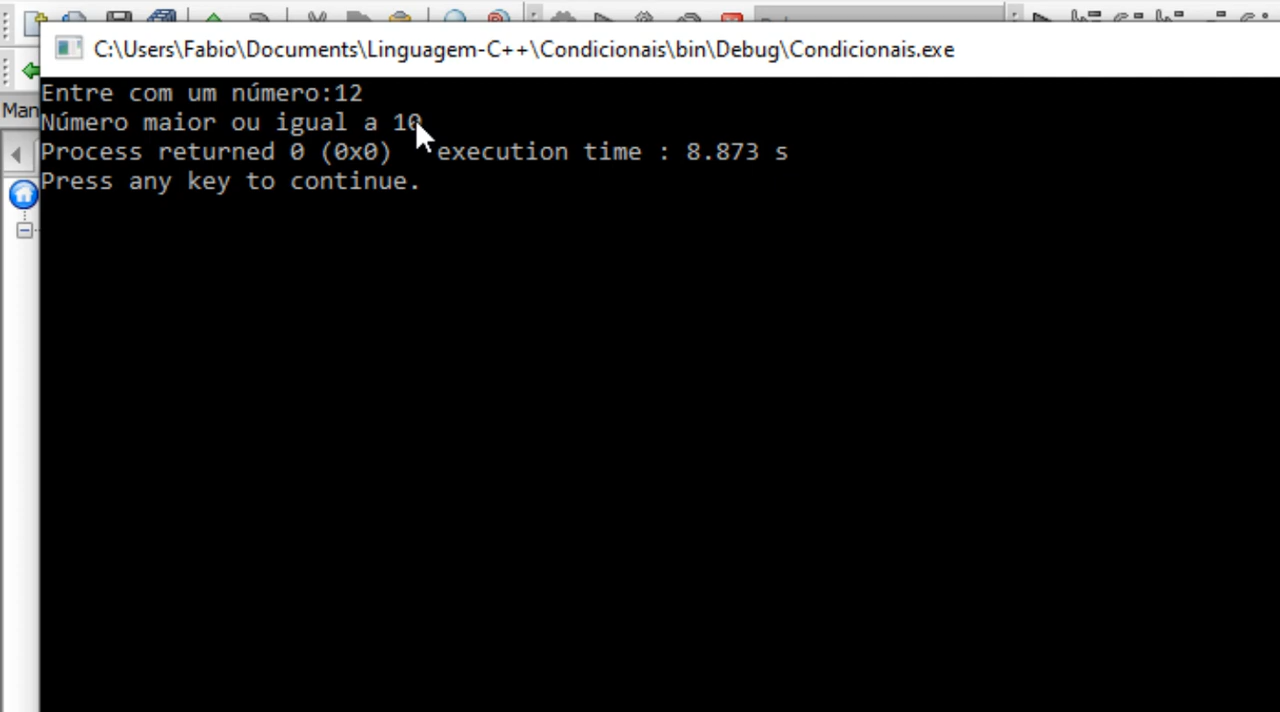 C:\Users\Fabio\Documents\Linguagem-C++\Condicionais\bin\Debug\Condicionais.exe
Man
Entre com um número:12
Número maior ou igual a 10
Process returned 0 (0x0)   execution time : 8.873 s
Press any key to continue.